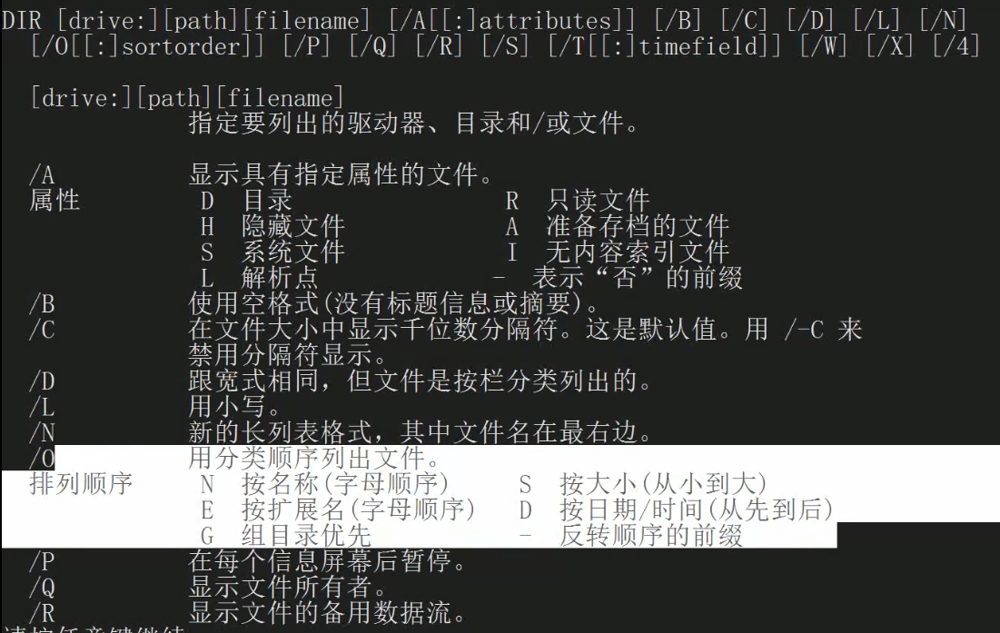 DIR [drive:][path][filename] [/A[[:]attributes]] [/B] [/C] [/D] [/L] [/N]
[/O[[:]sortorder]] [/P] [/Q] [/R] [/S] [/T[[:]timefield]] [/W] [/X] [/4]
[drive:][path][filename]
指定要列出的驱动器、目录和/或文件。
/A 显示具有指定属性的文件。
属性 D 目录 R 只读文件
H 隐藏文件 A 准备存档的文件
S 系统文件 I 无内容索引文件
L 解析点 - 表示“否”的前缀
/B 使用空格式(没有标题信息或摘要)。
/C 在文件大小中显示千位数分隔符。这是默认值。用 /-C 来
禁用分隔符显示。
/D 跟宽式相同，但文件是按栏分类列出的。
/L 用小写。
/N 新的长列表格式，其中文件名在最右边。
/O 用分类顺序列出文件。
排列顺序 N 按名称(字母顺序) S 按大小(从小到大)
E 按扩展名(字母顺序) D 按日期/时间(从先到后)
G 组目录优先 - 反转顺序的前缀
/P 在每个信息屏幕后暂停。
/Q 显示文件所有者。
/R 显示文件的备用数据流。